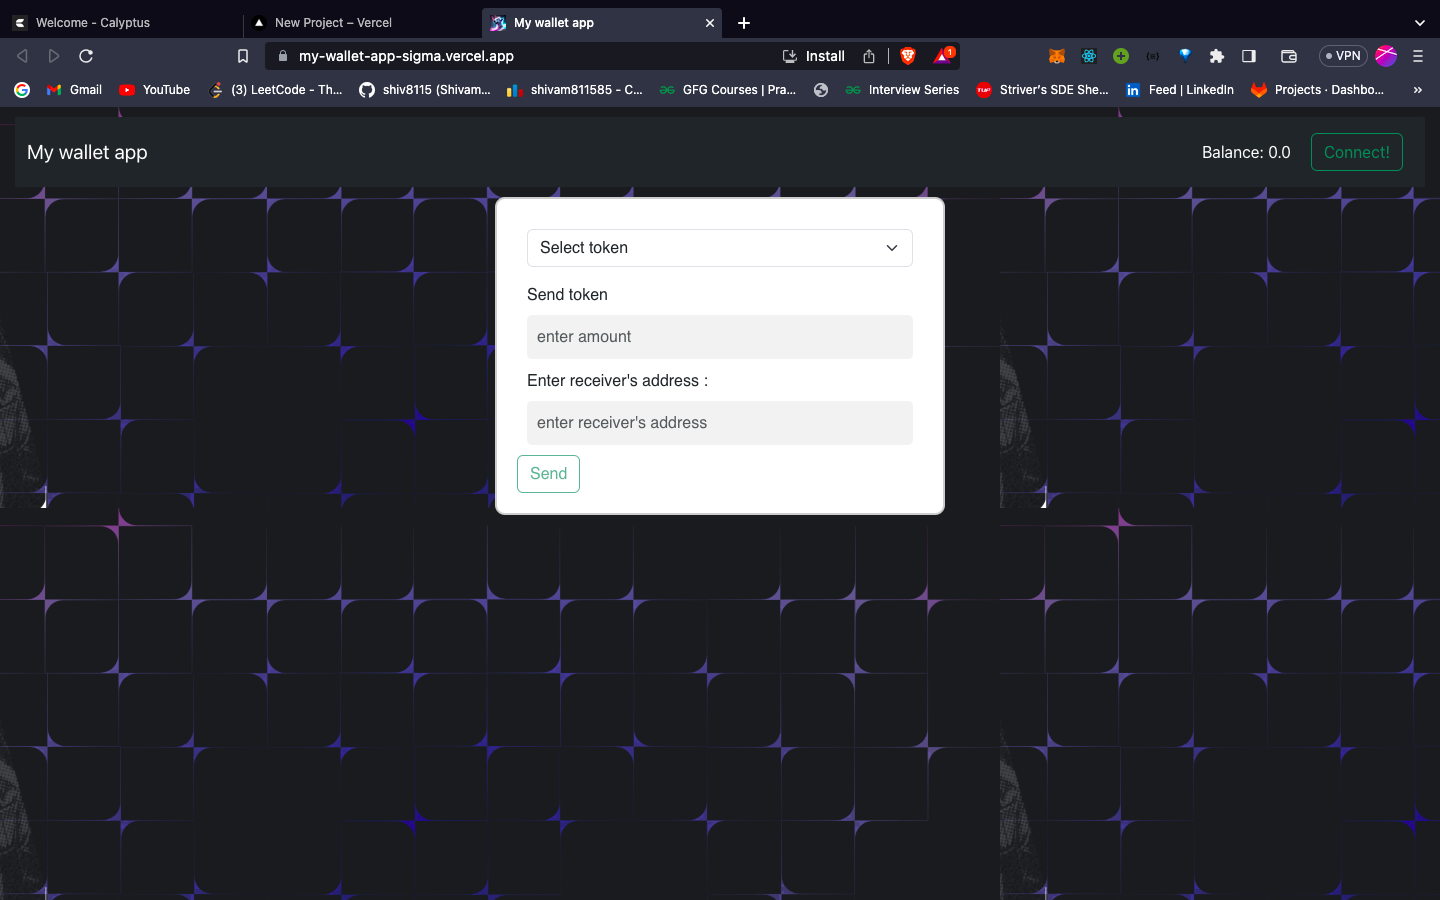 Welcome - Calyptus
New Project – Vercel
My wallet app
my-wallet-app-sigma.vercel.app
Install
1
VPN
Gmail
YouTube
(3) LeetCode - Th...
shiv8115 (Shivam...
shivam811585 - C...
GFG Courses | Pra...
Interview Series
TUF
Striver's SDE She...
Feed | LinkedIn
Projects · Dashbo...
My wallet app
Balance: 0.0
Connect!
Select token
Send token
enter amount
Enter receiver's address :
enter receiver's address
Send